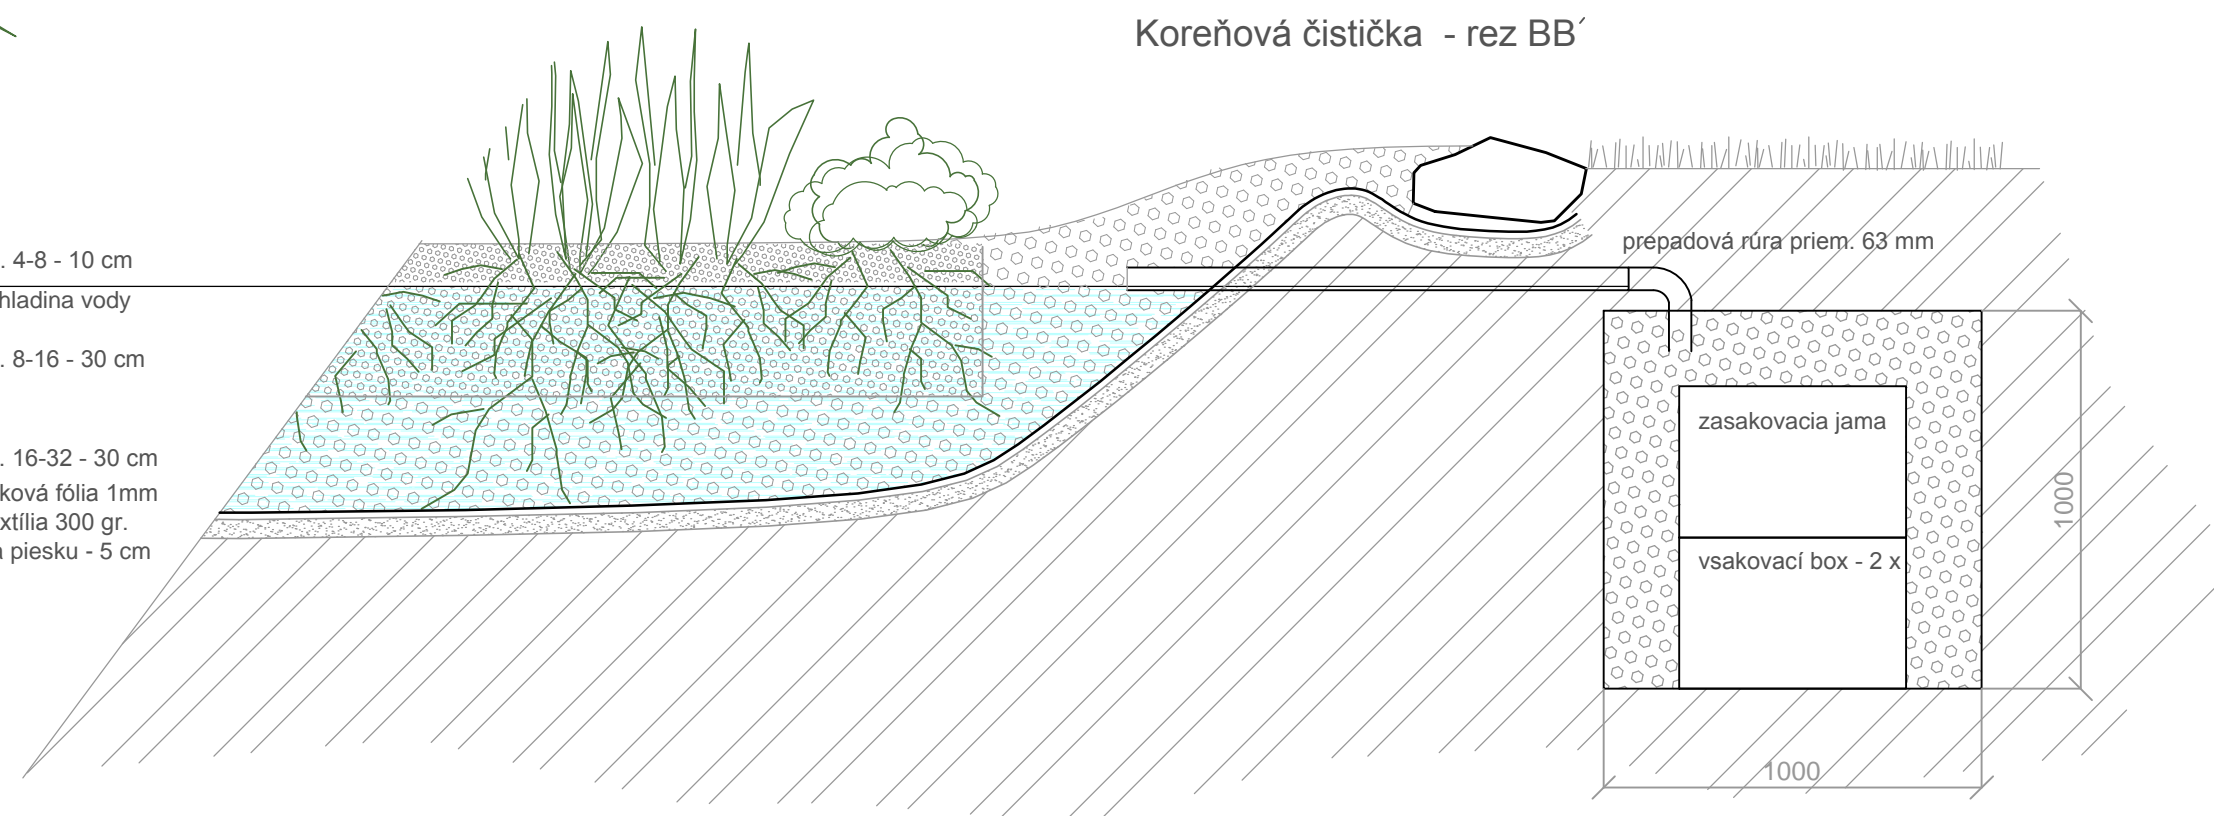 Koreňová čistička - rez BB´
. 4-8 - 10 cm
hladina vody
. 8-16 - 30 cm
. 16-32 - 30 cm
ková fólia 1mm
xtília 300 gr.
piesku - 5 cm
prepadová rúra priem. 63 mm
zasakovacia jama
vsakovací box - 2 x
1000
1000